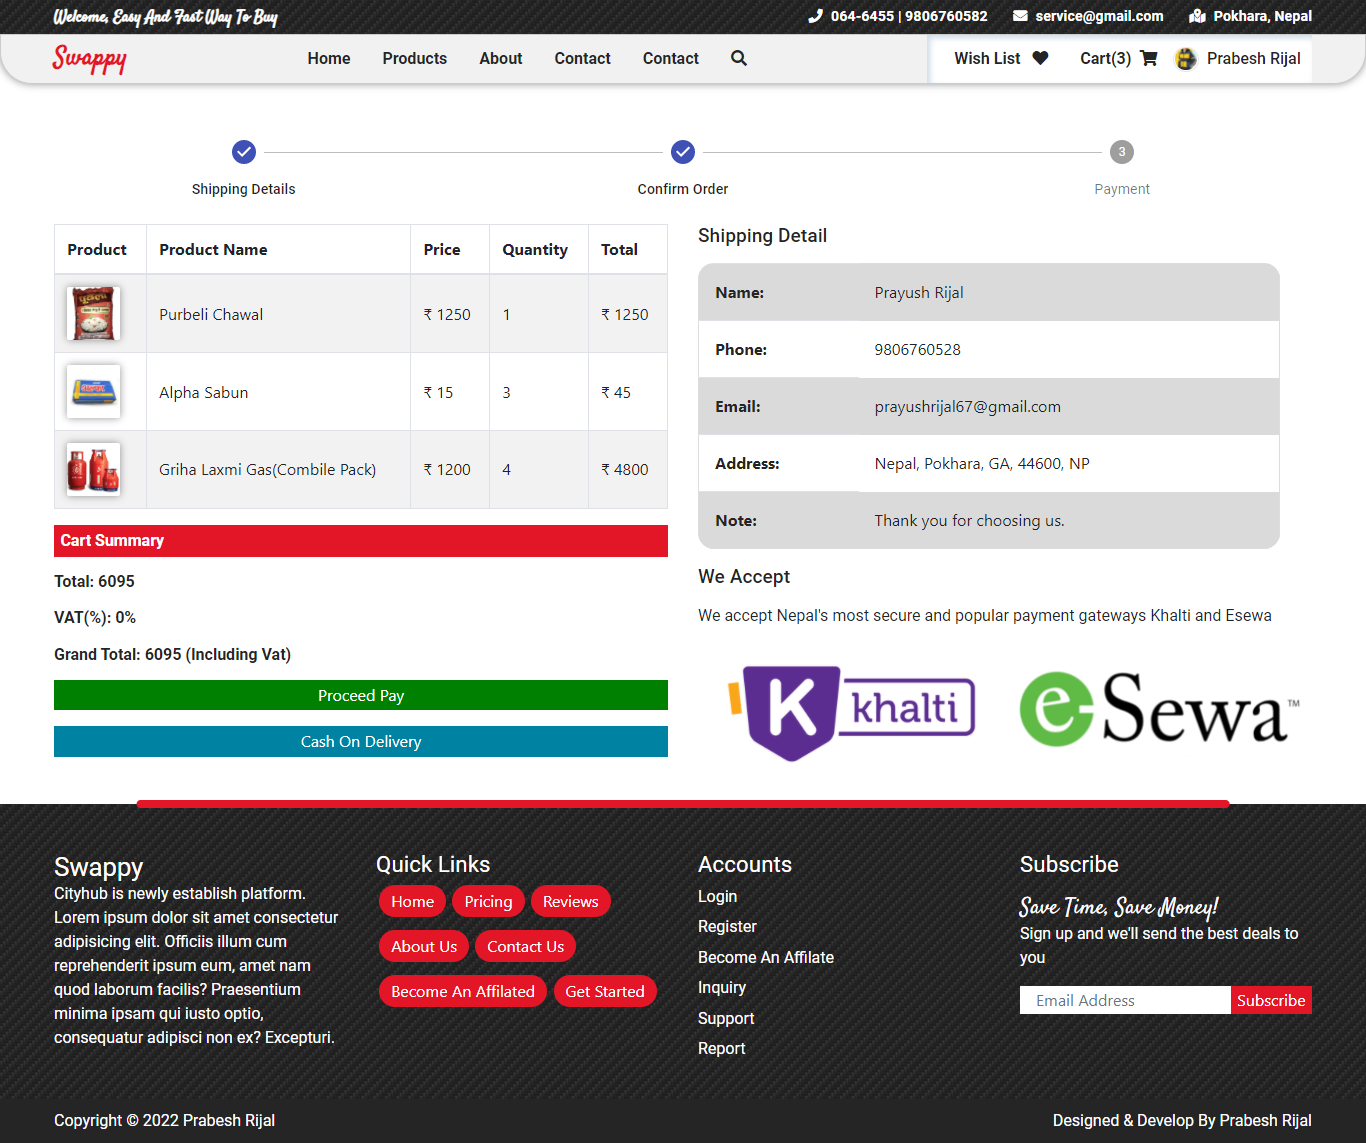 Welcome, Easy And Fast Way To Buy
064-6455 | 9806760582
service@gmail.com
Pokhara, Nepal
Swappy
Home
Products
About
Contact
Contact
Wish List
Cart(3)
Prabesh Rijal
3
Shipping Details
Confirm Order
Payment
Product Product Name Price Quantity Total
Purbeli Chawal ₹ 1250 1 ₹ 1250
Alpha Sabun ₹ 15 3 ₹ 45
Griha Laxmi Gas(Combile Pack) ₹ 1200 4 ₹ 4800
Cart Summary
Total: 6095
VAT(%): 0%
Grand Total: 6095 (Including Vat)
Proceed Pay
Cash On Delivery
Shipping Detail
Name: Prayush Rijal
Phone: 9806760528
Email: prayushrijal67@gmail.com
Address: Nepal, Pokhara, GA, 44600, NP
Note: Thank you for choosing us.
We Accept
We accept Nepal's most secure and popular payment gateways Khalti and Esewa
K khalti
e-Sewa™
Swappy
Cityhub is newly establish platform.
Lorem ipsum dolor sit amet consectetur
adipisicing elit. Officiis illum cum
reprehenderit ipsum eum, amet nam
quod laborum facilis? Praesentium
minima ipsam qui iusto optio,
consequatur adipisci non ex? Excepturi.
Quick Links
Home Pricing Reviews
About Us Contact Us
Become An Affilated Get Started
Accounts
Login
Register
Become An Affilate
Inquiry
Support
Report
Subscribe
Save Time, Save Money!
Sign up and we'll send the best deals to
you
Email Address Subscribe
Copyright © 2022 Prabesh Rijal
Designed & Develop By Prabesh Rijal